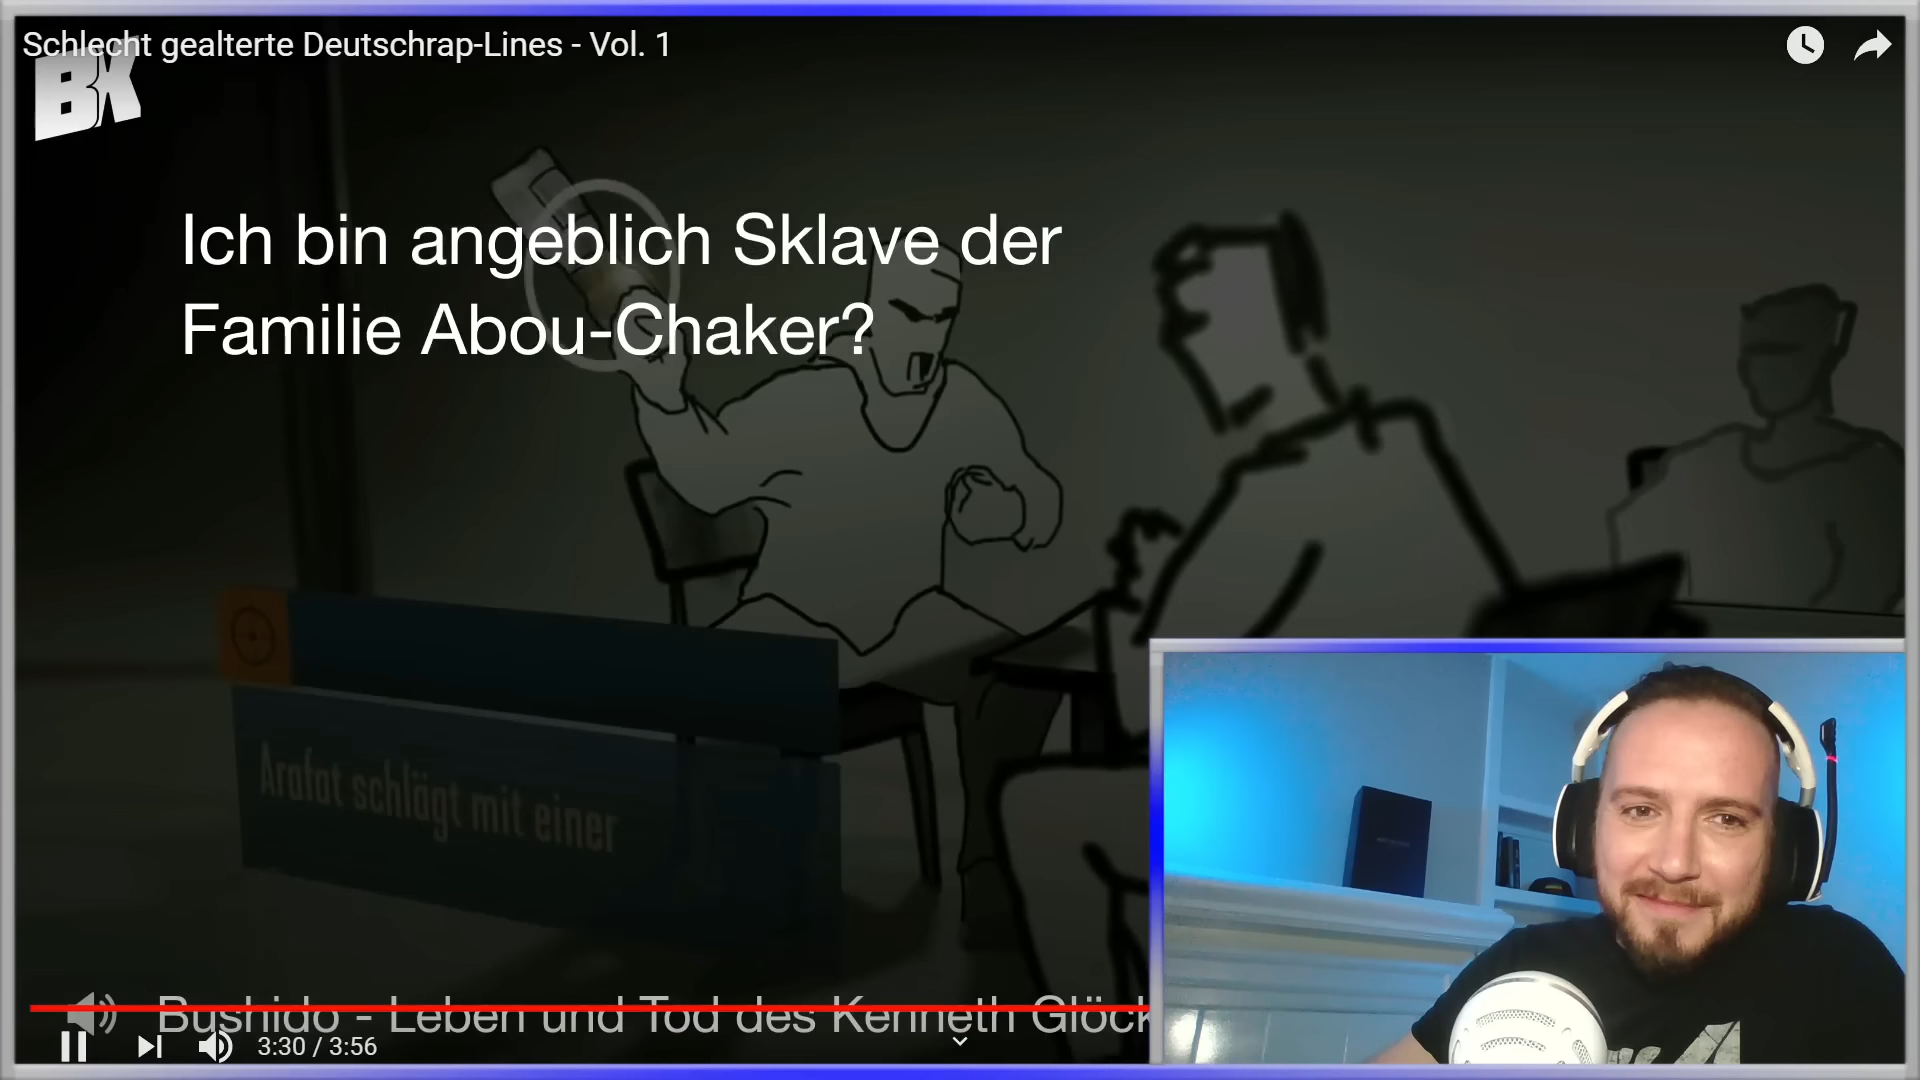 Schlecht gealterte Deutschrap-Lines - Vol. 1
BK
Ich bin angeblich Sklave der
Familie Abou-Chaker?
Arafat schlägt mit einer
Bushido - Leben und Tod des Kenneth Glöck
3:30 / 3:56